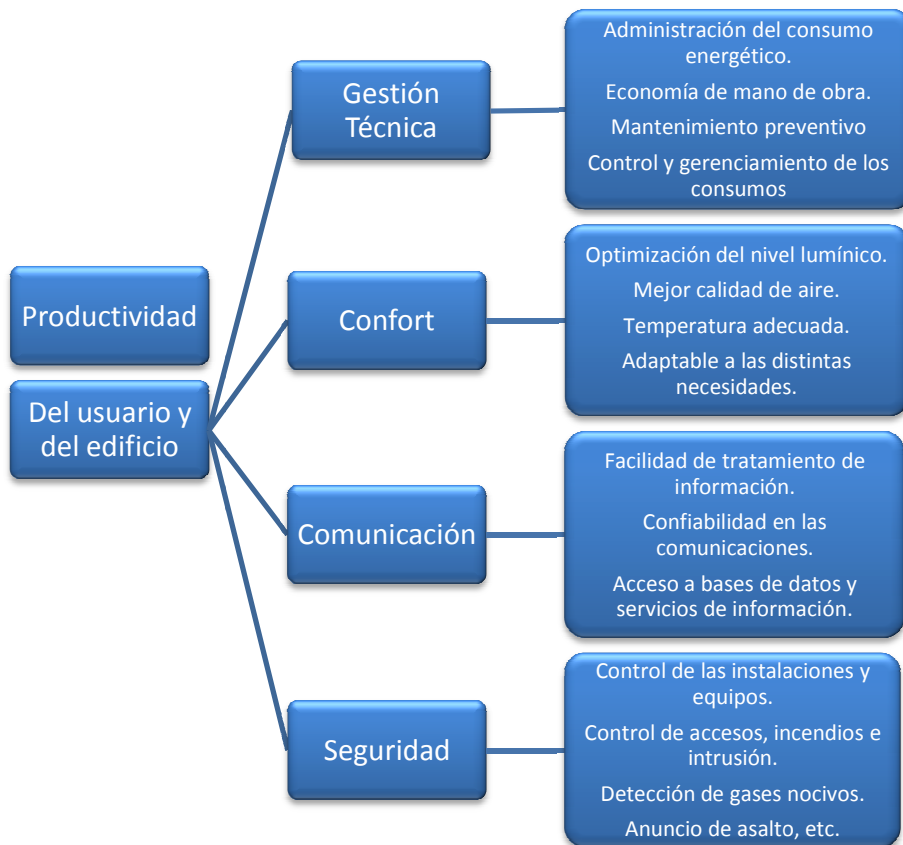 Productividad
Del usuario y
del edificio
Gestión
Técnica
Administración del consumo
energético.
Economía de mano de obra.
Mantenimiento preventivo
Control y gerenciamiento de los
consumos
Confort
Optimización del nivel lumínico.
Mejor calidad de aire.
Temperatura adecuada.
Adaptable a las distintas
necesidades.
Comunicación
Facilidad de tratamiento de
información.
Confiabilidad en las
comunicaciones.
Acceso a bases de datos y
servicios de información.
Seguridad
Control de las instalaciones y
equipos.
Control de accesos, incendios e
intrusión.
Detección de gases nocivos.
Anuncio de asalto, etc.